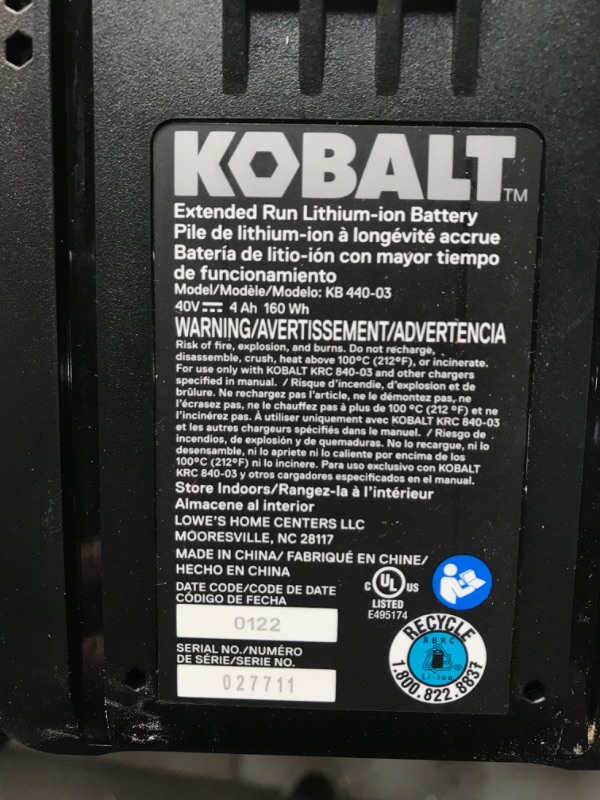 KOBALT™
Extended Run Lithium-ion Battery
Pile de lithium-ion à longévité accrue
Batería de litio-ión con mayor tiempo
de funcionamiento
Model/Modèle/Modelo: KB 440-03
40V⎓ 4 Ah 160 Wh
WARNING/AVERTISSEMENT/ADVERTENCIA
Risk of fire, explosion, and burns. Do not recharge,
disassemble, crush, heat above 100°C (212°F), or incinerate.
For use only with KOBALT KRC 840-03 and other chargers
specified in manual. / Risque d'incendie, d'explosion et de
brûlure. Ne rechargez pas l'article, ne le démontez pas, ne
l'écrasez pas, ne le chauffez pas à plus de 100 °C (212 °F) et ne
l'incinérez pas. À utiliser uniquement avec KOBALT KRC 840-03
et les autres chargeurs spécifiés dans le manuel. / Riesgo de
incendios, de explosión y de quemaduras. No lo recargue, ni lo
desensamble, ni lo apriete ni lo caliente por encima de los
100°C (212°F) ni lo incinere. Para uso exclusivo con KOBALT
KRC 840-03 y otros cargadores especificados en el manual.
Store Indoors/Rangez-la à l'intérieur
Almacene al interior
LOWE'S HOME CENTERS LLC
MOORESVILLE, NC 28117
MADE IN CHINA/ FABRIQUÉ EN CHINE/
HECHO EN CHINA
DATE CODE/CODE DE DATE
CÓDIGO DE FECHA
0122
C UL US
LISTED
E495174
SERIAL NO./NUMÉRO
DE SÉRIE/SERIE NO.
027711
RECYCLE
RBRC
Li-ion
1.800.822.8837